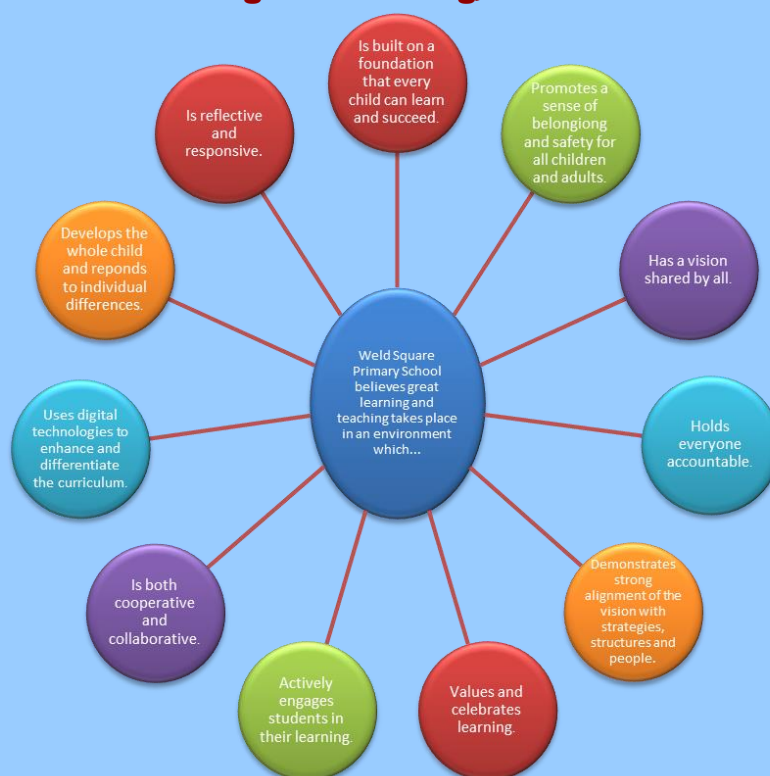 Is built on a
foundation
that every
child can learn
and succeed.
Promotes a
sense of
belongiong
and safety for
all children
and adults.
Has a vision
shared by all.
Holds
everyone
accountable.
Demonstrates
strong
alignment of the
vision with
strategies,
structures and
people.
Values and
celebrates
learning.
Actively
engages
students in
their learning.
Is both
cooperative
and
collaborative.
Uses digital
technologies to
enhance and
differentiate
the curriculum.
Develops the
whole child
and reponds
to individual
differences.
Is reflective
and
responsive.
Weld Square
Primary School
believes great
learning and
teaching takes place
in an environment
which...